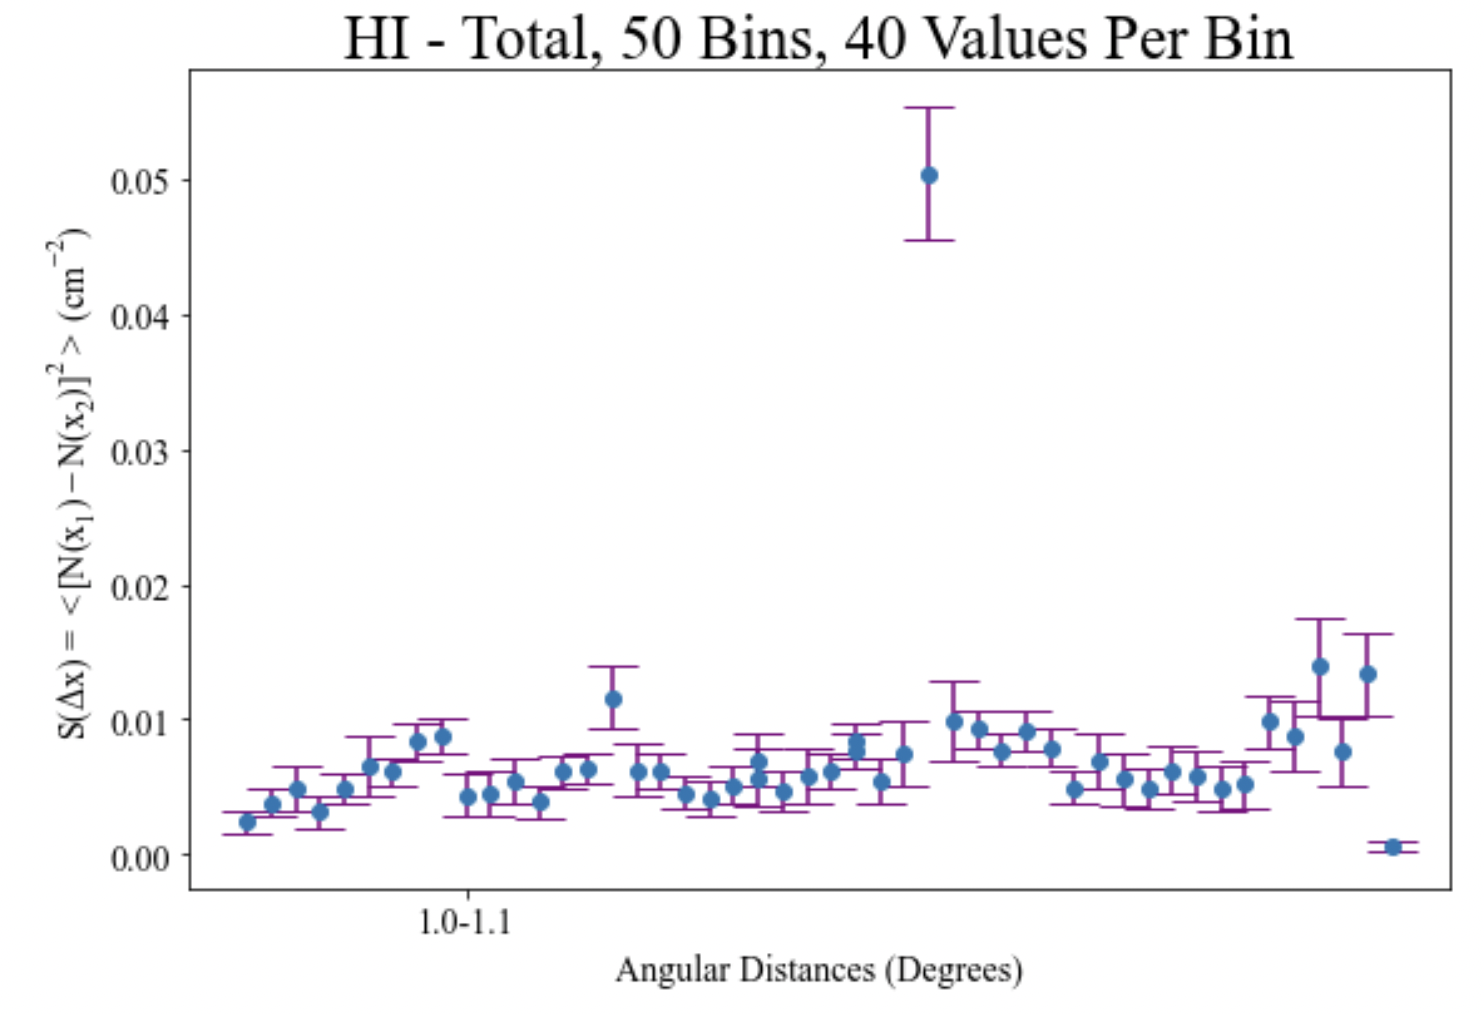 HI - Total, 50 Bins, 40 Values Per Bin
S(Δx) = <[N(x₁)−N(x₂)]² > (cm⁻²)
0.05
0.04
0.03
0.02
0.01
0.00
1.0-1.1
Angular Distances (Degrees)